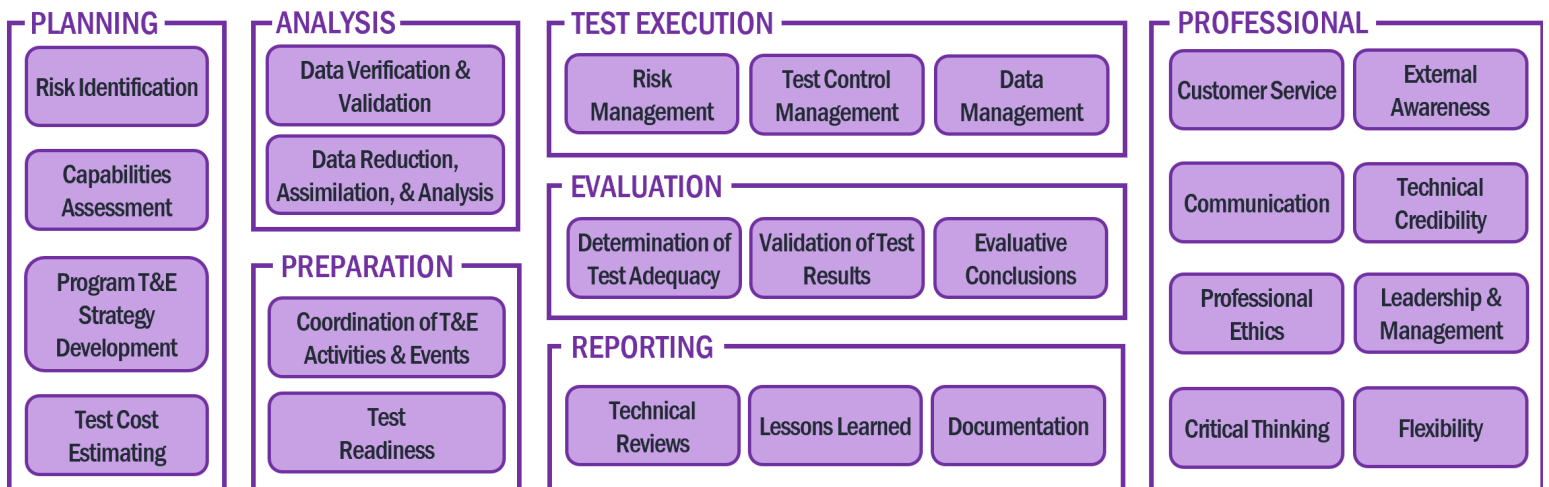 PLANNING
Risk Identification
Capabilities
Assessment
Program T&E
Strategy
Development
Test Cost
Estimating
ANALYSIS
Data Verification &
Validation
Data Reduction,
Assimilation, & Analysis
PREPARATION
Coordination of T&E
Activities & Events
Test
Readiness
TEST EXECUTION
Risk
Management
Test Control
Management
Data
Management
EVALUATION
Determination of
Test Adequacy
Validation of Test
Results
Evaluative
Conclusions
REPORTING
Technical
Reviews
Lessons Learned
Documentation
PROFESSIONAL
Customer Service
External
Awareness
Communication
Technical
Credibility
Professional
Ethics
Leadership &
Management
Critical Thinking
Flexibility